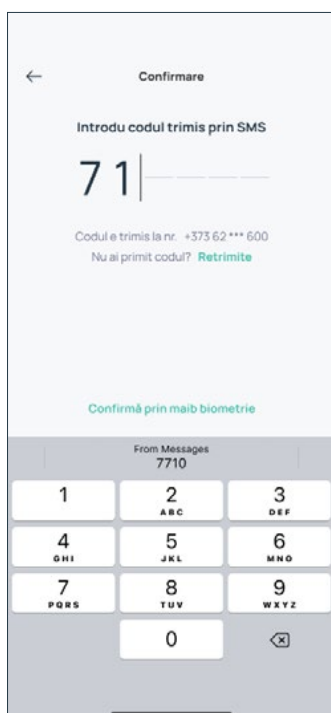 Confirmare
Introdu codul trimis prin SMS
71
Codul e trimis la nr. +373 62 *** 600
Nu ai primit codul? Retrimite
Confirmă prin maib biometrie
From Messages
7710
1 2 3
ABC DEF
4 5 6
GHI JKL MNO
7 8 9
PQRS TUV WXYZ
0